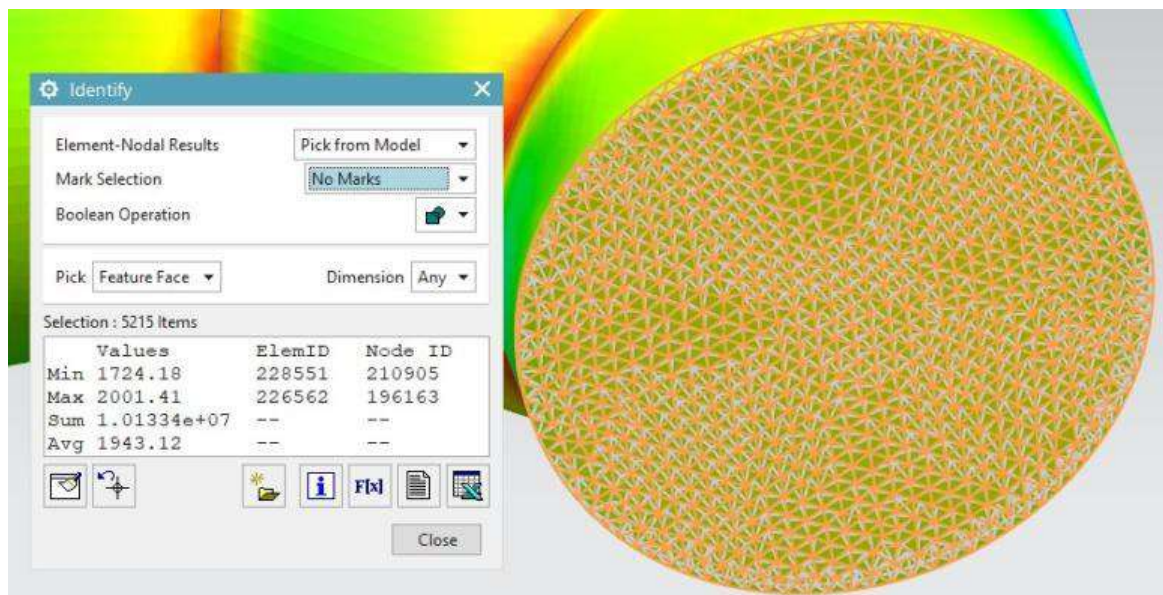 Identify
Element-Nodal Results Pick from Model
Mark Selection No Marks
Boolean Operation
Pick Feature Face Dimension Any
Selection : 5215 Items
Values ElemID Node ID
Min 1724.18 228551 210905
Max 2001.41 226562 196163
Sum 1.01334e+07 -- --
Avg 1943.12 -- --
i F[x]
Close